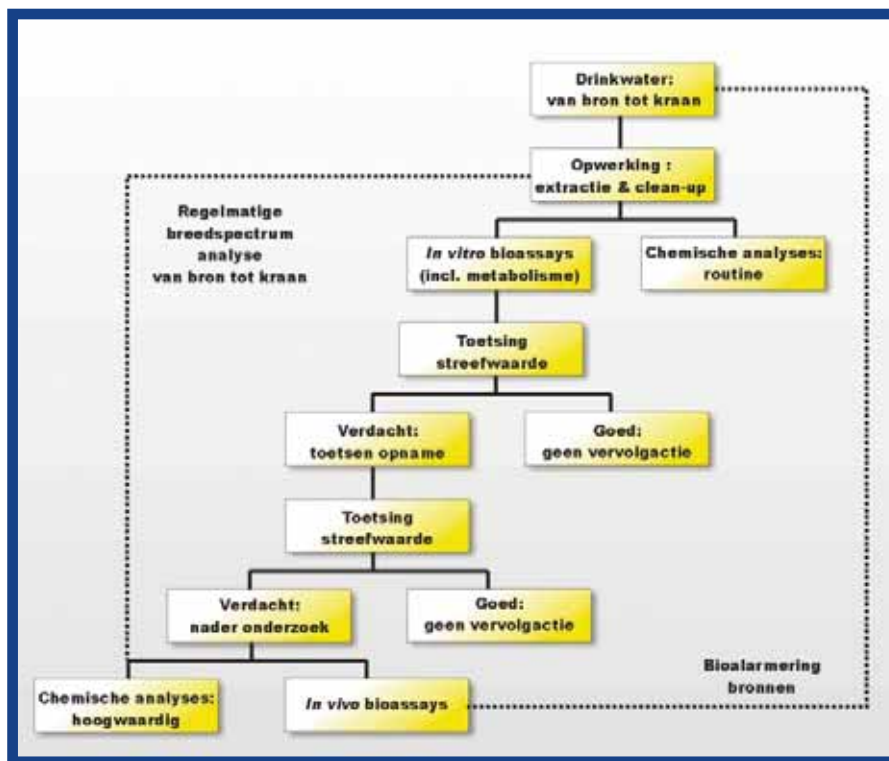 Drinkwater:
van bron tot kraan
Opwerking :
extractie & clean-up
Regelmatige
breedspectrum
analyse
van bron tot kraan
In vitro bioassays
(incl. metabolisme)
Chemische analyses:
routine
Toetsing
streefwaarde
Verdacht:
toetsen opname
Goed:
geen vervolgactie
Toetsing
streefwaarde
Verdacht:
nader onderzoek
Goed:
geen vervolgactie
Chemische analyses:
hoogwaardig
In vivo bioassays
Bioalarmering
bronnen